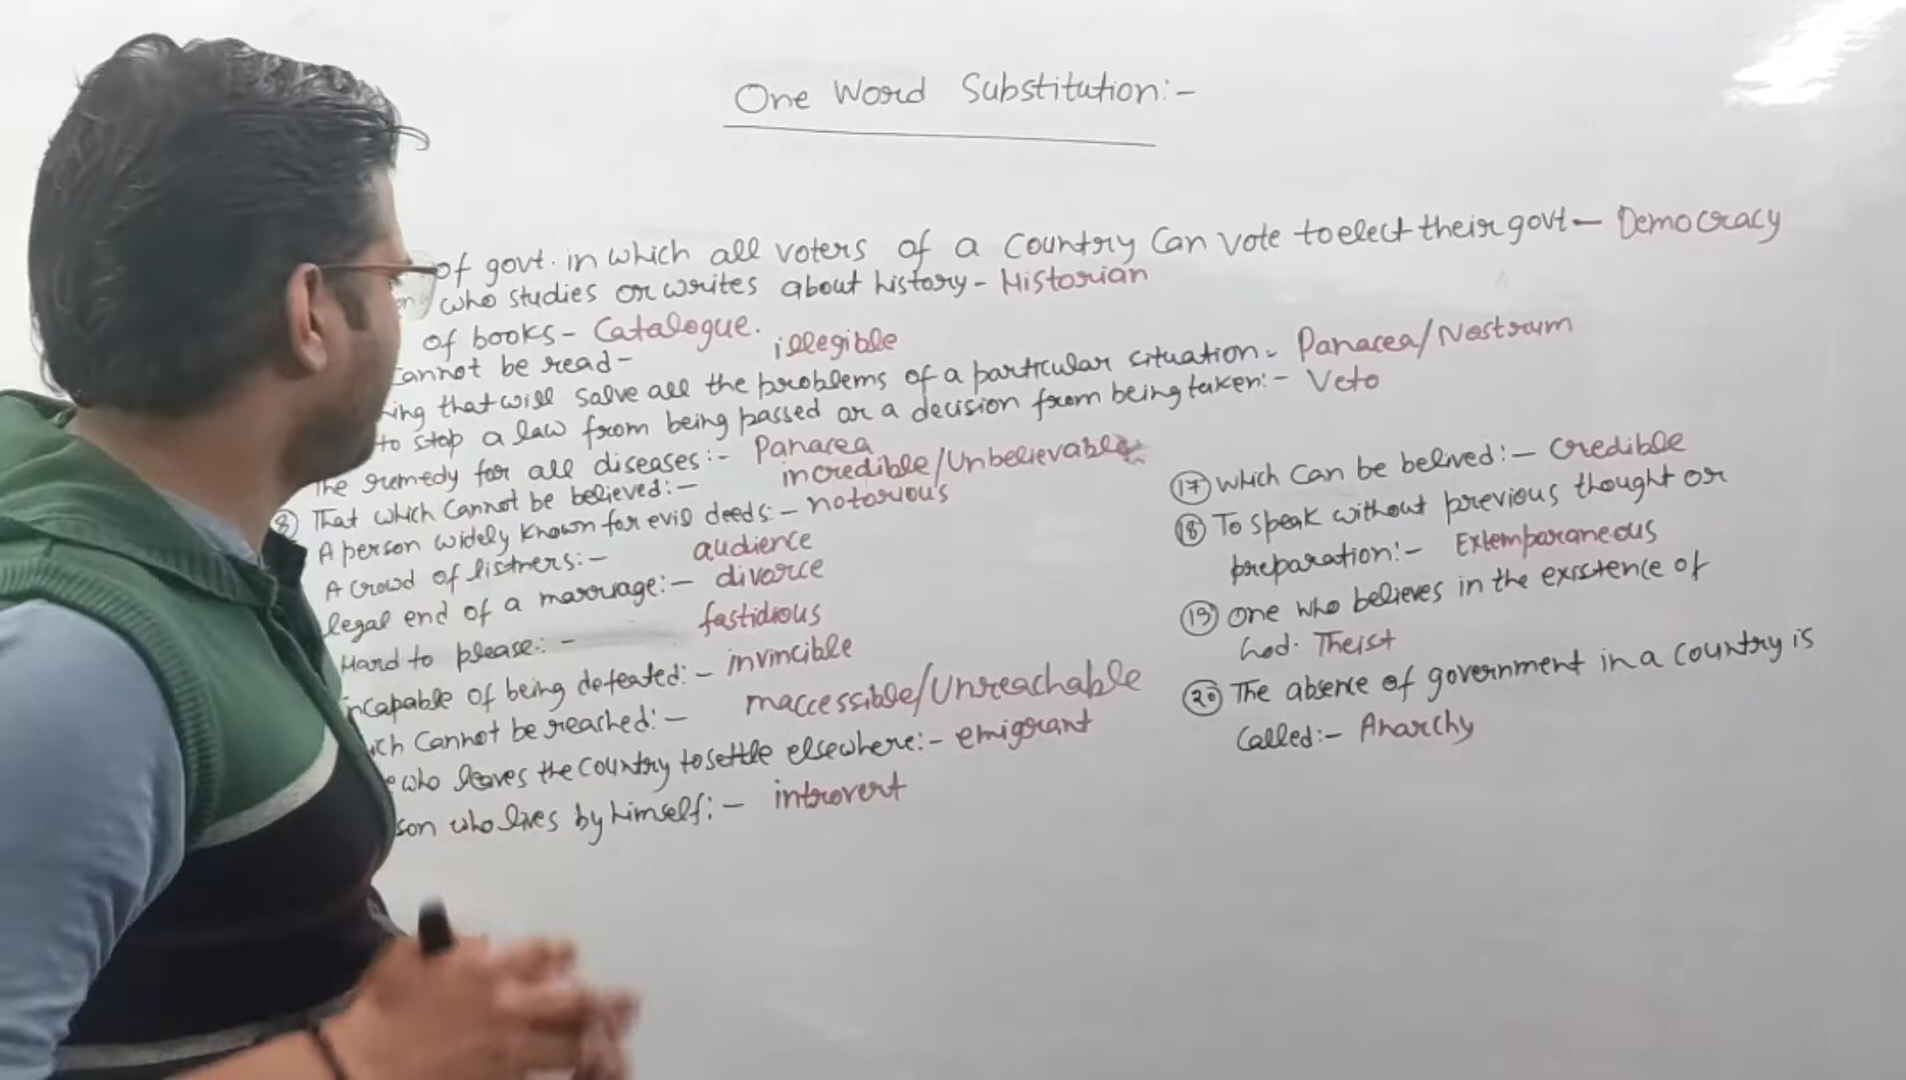 One Word Substitution:-
of govt. in which all voters of a Country Can vote to elect their govt - Democracy
who studies or writes about history - Historian
of books - Catalogue.
cannot be read - illegible
ing that will solve all the problems of a particular situation - Panacea/Nostrum
to stop a law from being passed or a decision from being taken:- Veto
The remedy for all diseases:- Panacea
8) That which Cannot be believed:- incredible/Unbelievable
A person widely known for evil deeds:- notorious
A Crowd of listners:- audience
legal end of a marriage:- divorce
Hard to please:- fastidious
incapable of being defeated:- invincible
ich Cannot be reached:- inaccessible/Unreachable
who leaves the country to settle elsewhere:- emigrant
son who lives by himself:- introvert
17 Which Can be belived:- Credible
18 To speak without previous thought or
preparation:- Extemparaneous
19 One who believes in the existence of
God. Theist
20 The absence of government in a country is
Called:- Anarchy